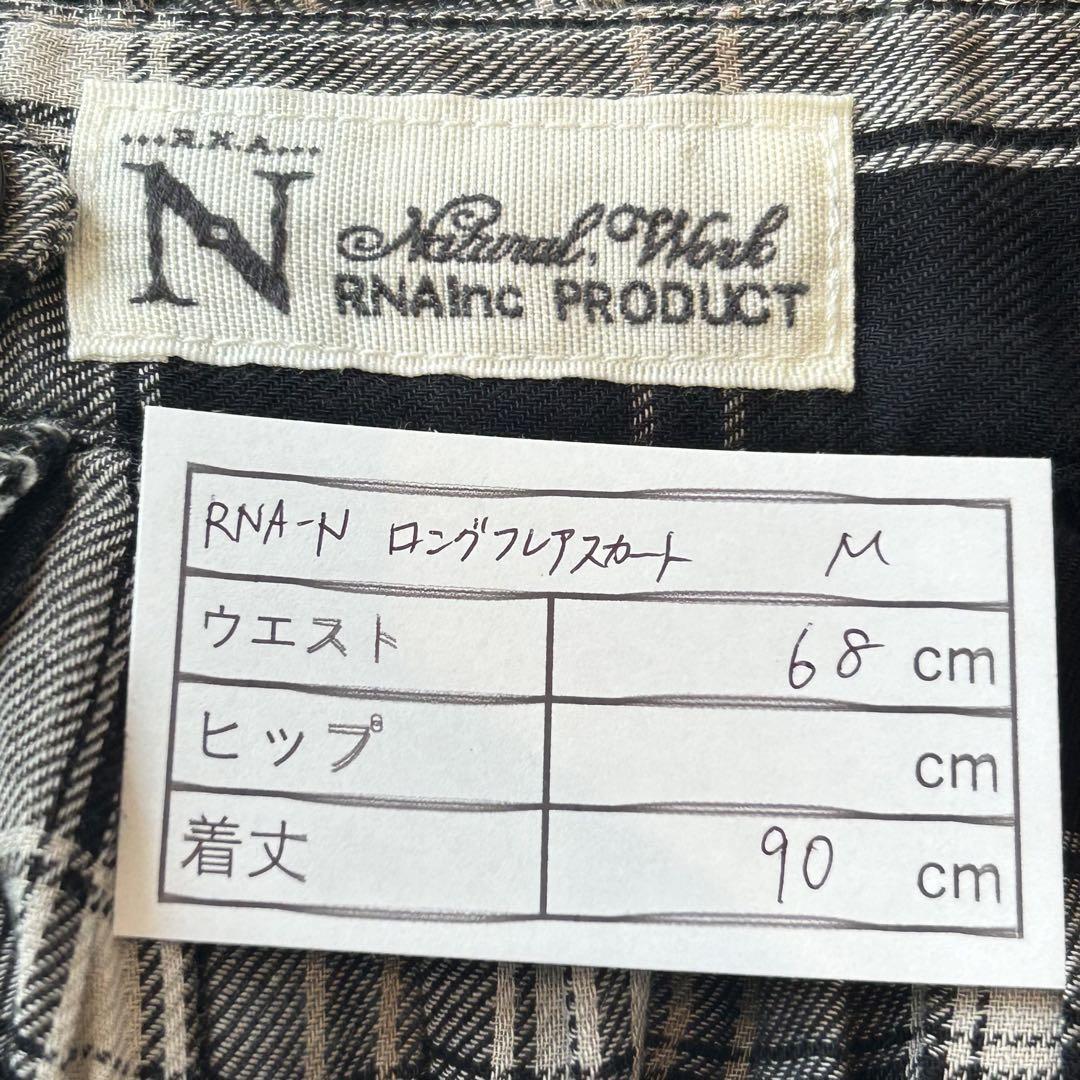 ...R.N.A...
N
Natural. Work
RNAInc PRODUCT
RNA-N ロングフレアスカート M
ウエスト 68 cm
ヒップ cm
着丈 90 cm